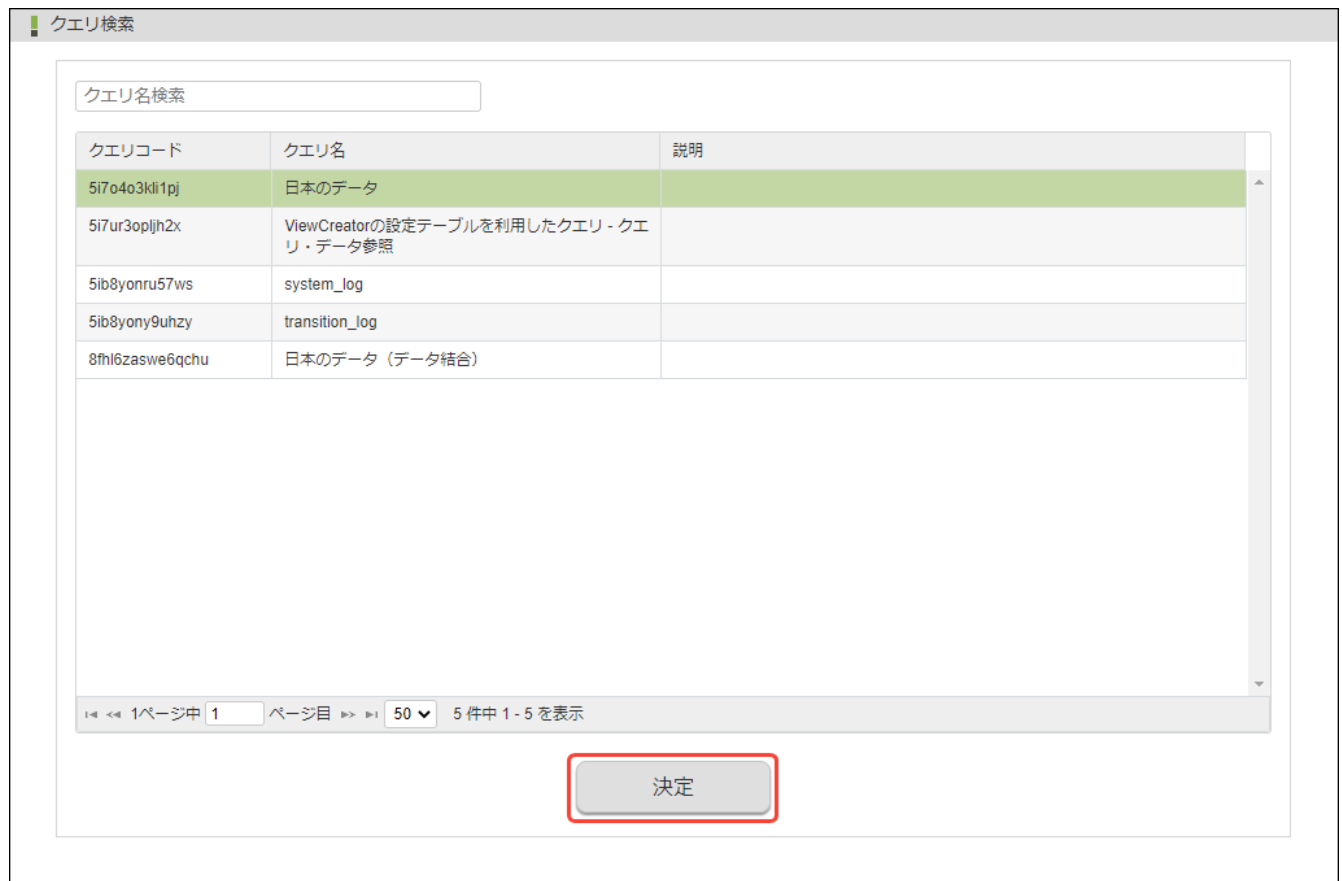 クエリ検索
クエリ名検索
クエリコード クエリ名 説明
5i7o4o3kli1pj 日本のデータ
5i7ur3opljh2x ViewCreatorの設定テーブルを利用したクエリ - クエ
リ・データ参照
5ib8yonru57ws system_log
5ib8yony9uhzy transition_log
8fhl6zaswe6qchu 日本のデータ（データ結合）
1ページ中 1 ページ目 50 5 件中 1 - 5 を表示
決定